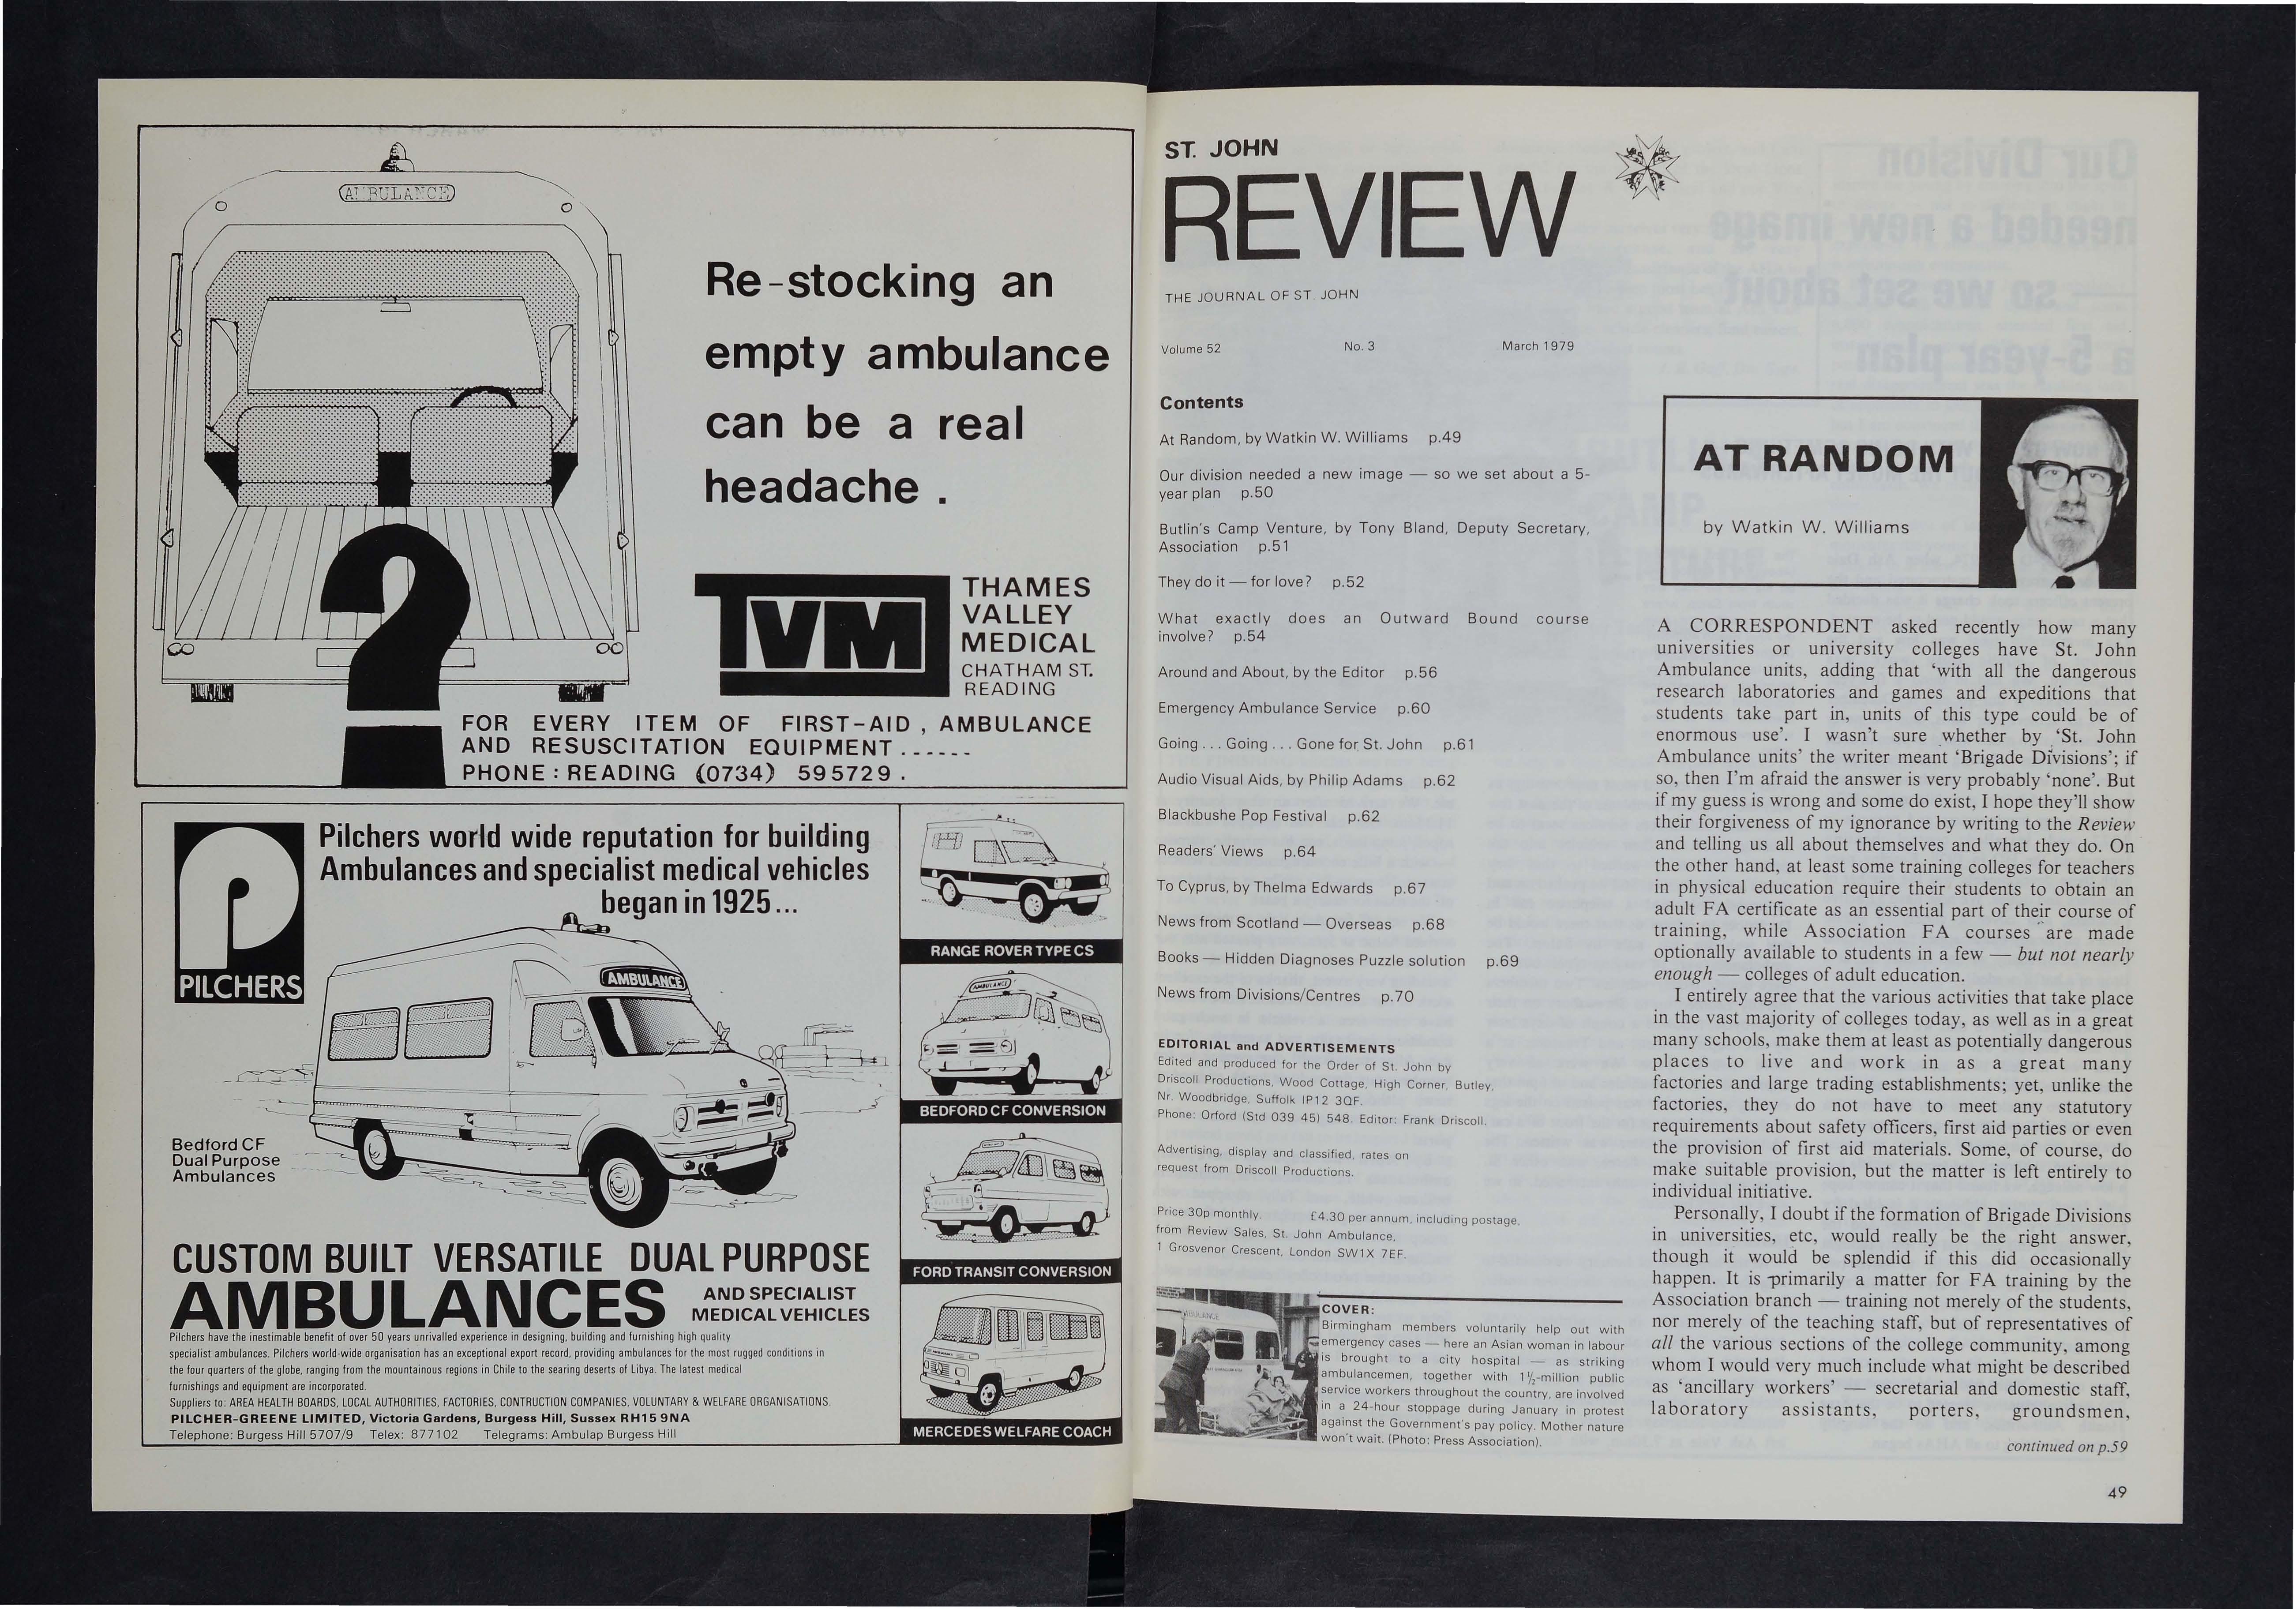 AMBULANCE
Re-stocking an
empty ambulance
can be a real
headache .
TVM
THAMES
VALLEY
MEDICAL
CHATHAM ST.
READING
FOR EVERY ITEM OF FIRST-AID , AMBULANCE
AND RESUSCITATION EQUIPMENT ......
PHONE : READING (0734) 595729 .
PILCHERS
Pilchers world wide reputation for building
Ambulances and specialist medical vehicles
began in 1925...
AMBULANCE
Bedford CF
Dual Purpose
Ambulances
RANGE ROVER TYPE CS
AMBULANCE
BEDFORD CF CONVERSION
FORD TRANSIT CONVERSION
MERCEDES WELFARE COACH
CUSTOM BUILT VERSATILE DUAL PURPOSE
AMBULANCES AND SPECIALIST
MEDICAL VEHICLES
Pilchers have the inestimable benefit of over 50 years unrivalled experience in designing, building and furnishing high quality
specialist ambulances. Pilchers world-wide organisation has an exceptional export record, providing ambulances for the most rugged conditions in
the four quarters of the globe, ranging from the mountainous regions in Chile to the searing deserts of Libya. The latest medical
furnishings and equipment are incorporated.
Suppliers to: AREA HEALTH BOARDS, LOCAL AUTHORITIES, FACTORIES, CONTRUCTION COMPANIES, VOLUNTARY & WELFARE ORGANISATIONS.
PILCHER-GREENE LIMITED, Victoria Gardens, Burgess Hill, Sussex RH15 9NA
Telephone: Burgess Hill 5707/9 Telex: 877102 Telegrams: Ambulap Burgess Hill
ST. JOHN
REVIEW
THE JOURNAL OF ST. JOHN
Volume 52 No. 3 March 1979
Contents
At Random, by Watkin W. Williams p.49
Our division needed a new image — so we set about a 5-
year plan p.50
Butlin's Camp Venture, by Tony Bland, Deputy Secretary,
Association p.51
They do it — for love? p.52
What exactly does an Outward Bound course
involve? p.54
Around and About, by the Editor p.56
Emergency Ambulance Service p.60
Going . . . Going . . . Gone for St. John p.61
Audio Visual Aids, by Philip Adams p.62
Blackbushe Pop Festival p.62
Readers' Views p.64
To Cyprus, by Thelma Edwards p.67
News from Scotland — Overseas p.68
Books — Hidden Diagnoses Puzzle solution p.69
News from Divisions/Centres p.70
EDITORIAL and ADVERTISEMENTS
Edited and produced for the Order of St. John by
Driscoll Productions, Wood Cottage, High Corner, Butley,
Nr. Woodbridge, Suffolk IP12 3QF.
Phone: Orford (Std 039 45) 548. Editor: Frank Driscoll.
Advertising, display and classified, rates on
request from Driscoll Productions.
Price 30p monthly. £4.30 per annum, including postage,
from Review Sales, St. John Ambulance,
1 Grosvenor Crescent, London SW1X 7EF.
COVER:
Birmingham members voluntarily help out with
emergency cases — here an Asian woman in labour
is brought to a city hospital — as striking
ambulancemen, together with 1½-million public
service workers throughout the country, are involved
in a 24-hour stoppage during January in protest
against the Government's pay policy. Mother nature
won't wait. (Photo: Press Association).
AT RANDOM
by Watkin W. Williams
A CORRESPONDENT asked recently how many
universities or university colleges have St. John
Ambulance units, adding that ‘with all the dangerous
research laboratories and games and expeditions that
students take part in, units of this type could be of
enormous use’. I wasn't sure whether by ‘St. John
Ambulance units’ the writer meant ‘Brigade Divisions’; if
so, then I'm afraid the answer is very probably ‘none’. But
if my guess is wrong and some do exist, I hope they'll show
their forgiveness of my ignorance by writing to the Review
and telling us all about themselves and what they do. On
the other hand, at least some training colleges for teachers
in physical education require their students to obtain an
adult FA certificate as an essential part of their course of
training, while Association FA courses are made
optionally available to students in a few — but not nearly
enough — colleges of adult education.
I entirely agree that the various activities that take place
in the vast majority of colleges today, as well as in a great
many schools, make them at least as potentially dangerous
places to live and work in as a great many
factories and large trading establishments; yet, unlike the
factories, they do not have to meet any statutory
requirements about safety officers, first aid parties or even
the provision of first aid materials. Some, of course, do
make suitable provision, but the matter is left entirely to
individual initiative.
Personally, I doubt if the formation of Brigade Divisions
in universities, etc, would really be the right answer,
though it would be splendid if this did occasionally
happen. It is primarily a matter for FA training by the
Association branch — training not merely of the students,
nor merely of the teaching staff, but of representatives of
all the various sections of the college community, among
whom I would very much include what might be described
as ‘ancillary workers’ — secretarial and domestic staff,
laboratory assistants, porters, groundsmen,
continued on p.59
49